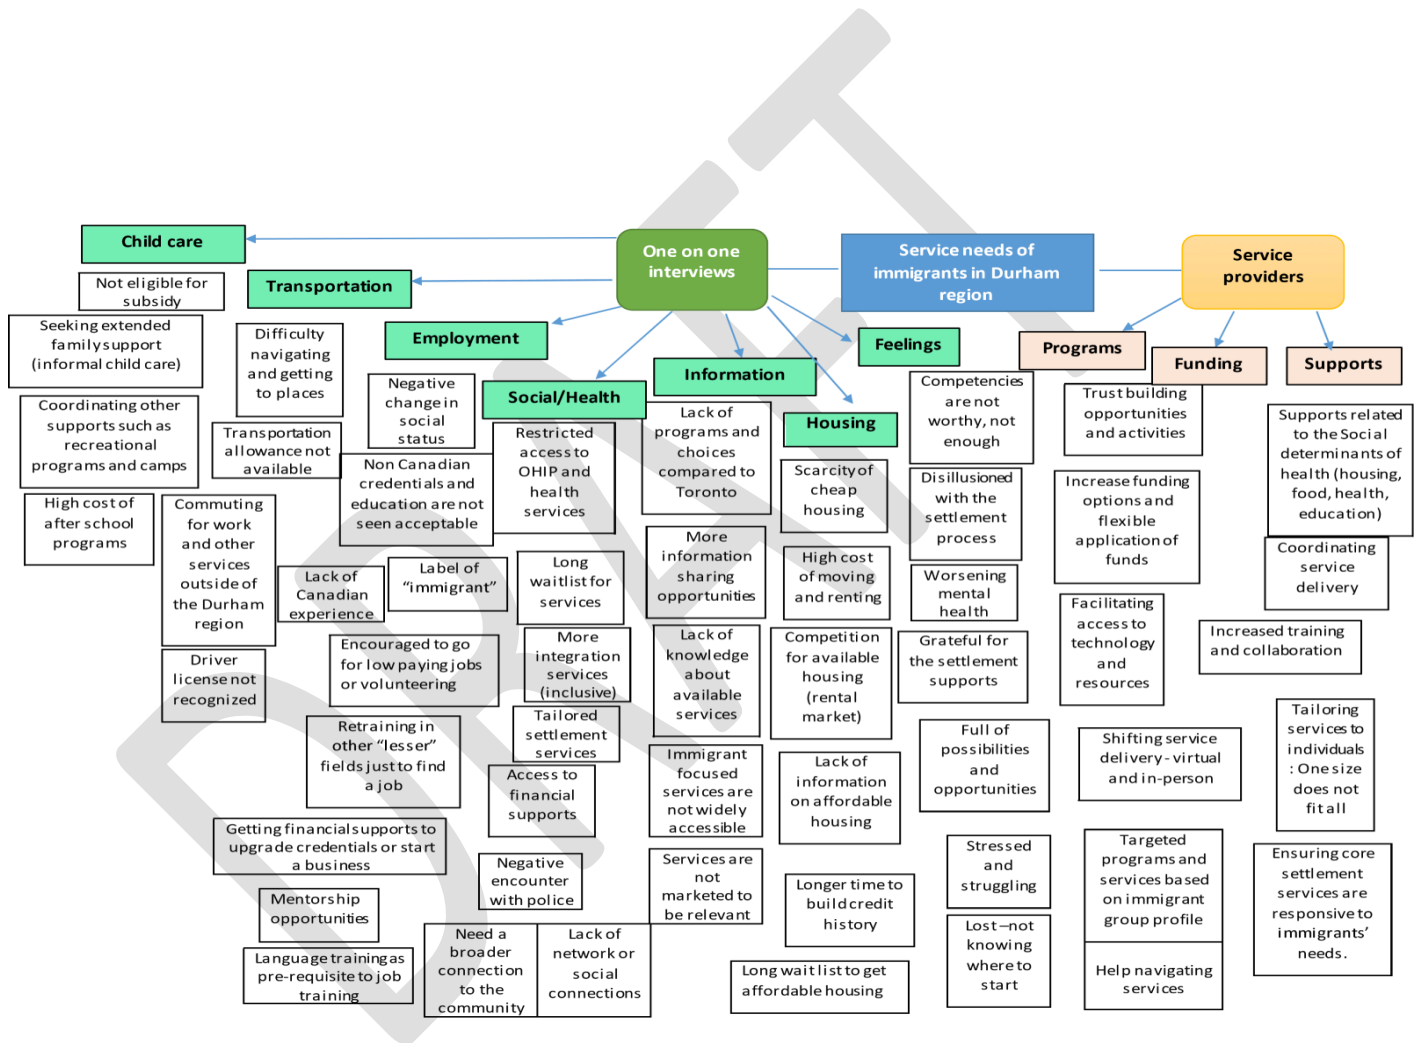 DRAFT
Service needs of
immigrants in Durham
region
One on one
interviews
Child care
Not eligible for
subsidy
Seeking extended
family support
(informal child care)
Coordinating other
supports such as
recreational
programs and camps
High cost of
after school
programs
Transportation
Difficulty
navigating
and getting
to places
Transportation
allowance not
available
Commuting
for work
and other
services
outside of
the Durham
region
Driver
license not
recognized
Employment
Negative
change in
social
status
Non Canadian
credentials and
education are not
seen acceptable
Lack of
Canadian
experience
Label of
“immigrant”
Encouraged to go
for low paying jobs
or volunteering
Retraining in
other “lesser”
fields just to find
a job
Getting financial supports to
upgrade credentials or start
a business
Mentorship
opportunities
Language training as
pre-requisite to job
training
Social/Health
Restricted
access to
OHIP and
health
services
Long
waitlist for
services
More
integration
services
(inclusive)
Tailored
settlement
services
Access to
financial
supports
Negative
encounter
with police
Need a
broader
connection
to the
community
Lack of
network or
social
connections
Information
Lack of
programs and
choices
compared to
Toronto
More
information
sharing
opportunities
Lack of
knowledge
about
available
services
Immigrant
focused
services are
not widely
accessible
Services are
not
marketed to
be relevant
Housing
Scarcity of
cheap
housing
High cost
of moving
and renting
Competition
for available
housing
(rental
market)
Lack of
information
on affordable
housing
Longer time to
build credit
history
Long wait list to get
affordable housing
Feelings
Competencies
are not
worthy, not
enough
Disillusioned
with the
settlement
process
Worsening
mental
health
Grateful for
the settlement
supports
Full of
possibilities
and
opportunities
Stressed
and
struggling
Lost –not
knowing
where to
start
Service
providers
Programs
Trust building
opportunities
and activities
Increase funding
options and
flexible
application of
funds
Facilitating
access to
technology
and
resources
Shifting service
delivery - virtual
and in-person
Targeted
programs and
services based
on immigrant
group profile
Help navigating
services
Funding
Supports
Supports related
to the Social
determinants of
health (housing,
food, health,
education)
Coordinating
service
delivery
Increased training
and collaboration
Tailoring
services to
individuals
: One size
does not
fit all
Ensuring core
settlement
services are
responsive to
immigrants’
needs.